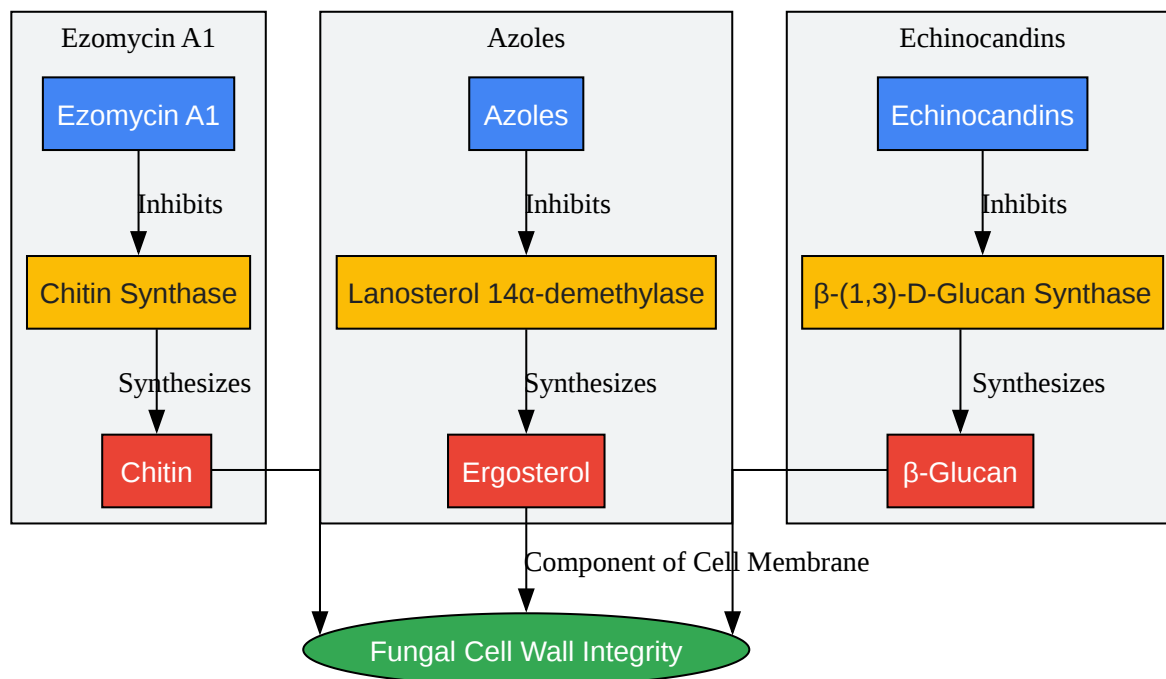 Ezomycin A1
Azoles
Echinocandins
Ezomycin A1
Azoles
Echinocandins
Inhibits
Inhibits
Inhibits
Chitin Synthase
Lanosterol 14α-demethylase
β-(1,3)-D-Glucan Synthase
Synthesizes
Synthesizes
Synthesizes
Chitin
Ergosterol
β-Glucan
Component of Cell Membrane
Fungal Cell Wall Integrity